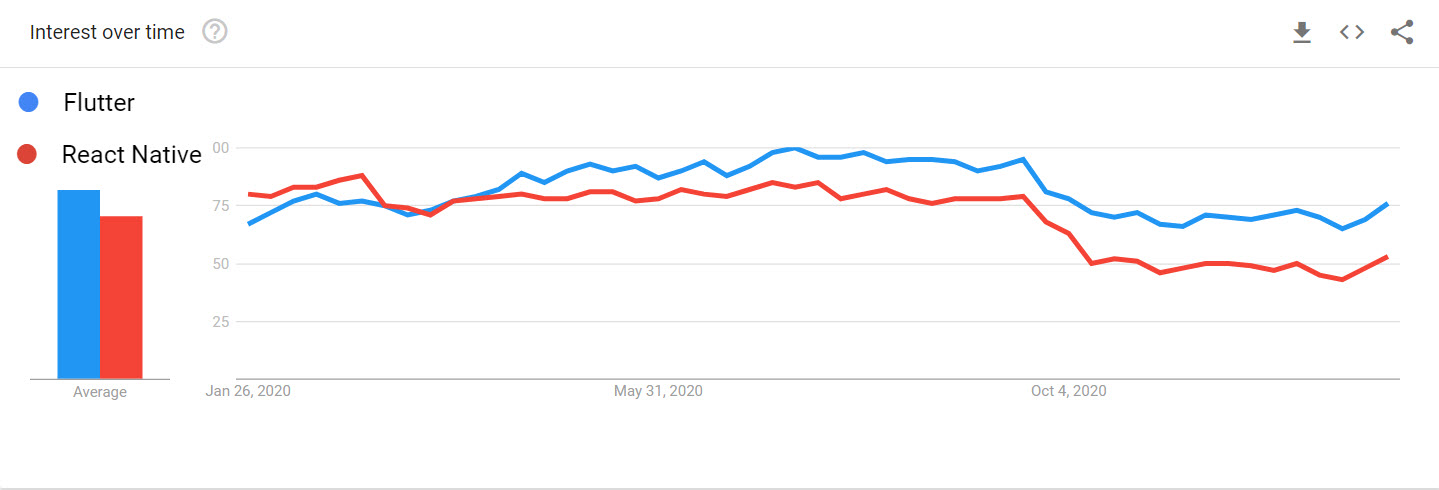 Interest over time ?
Flutter
React Native
00
75
50
25
Average
Jan 26, 2020 May 31, 2020 Oct 4, 2020